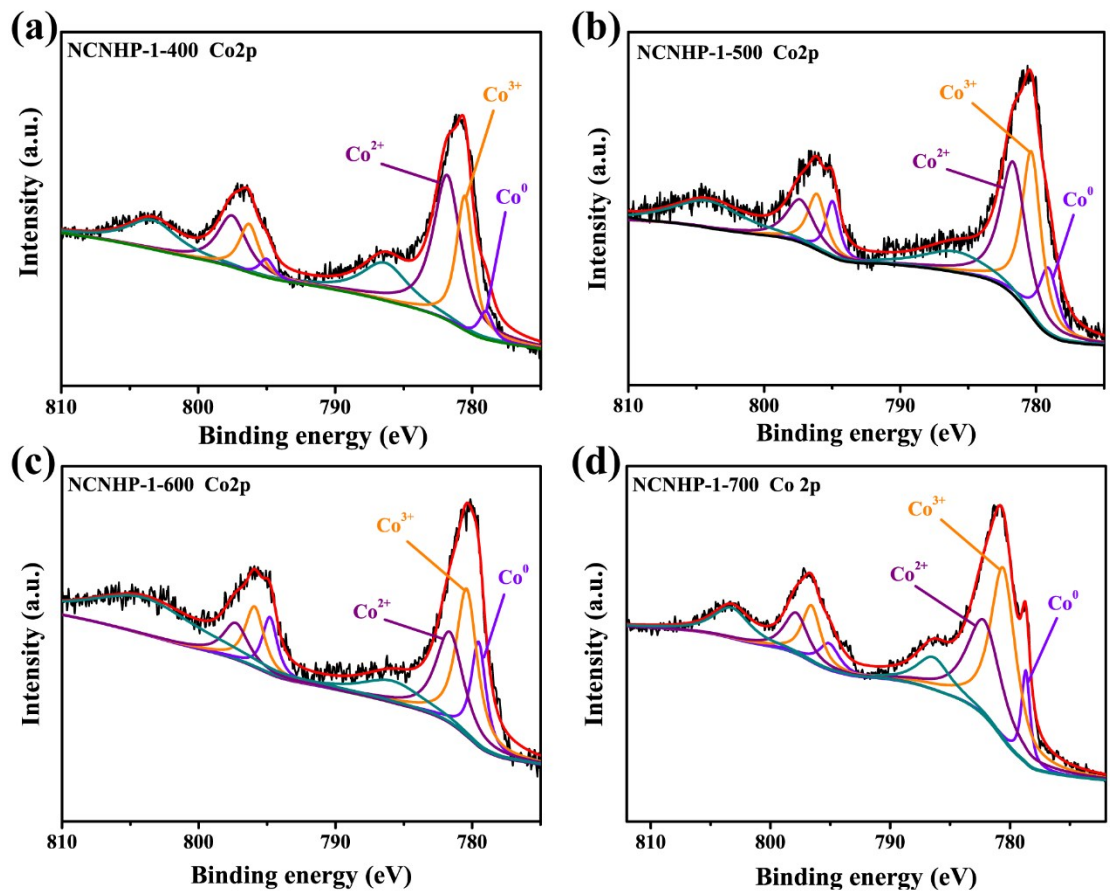 (a)
NCNHP-1-400 Co2p
Co³⁺
Co²⁺
Co⁰
Intensity (a.u.)
810 800 790 780
Binding energy (eV)
(b)
NCNHP-1-500 Co2p
Co³⁺
Co²⁺
Co⁰
Intensity (a.u.)
810 800 790 780
Binding energy (eV)
(c)
NCNHP-1-600 Co2p
Co³⁺
Co²⁺
Co⁰
Intensity (a.u.)
810 800 790 780
Binding energy (eV)
(d)
NCNHP-1-700 Co 2p
Co³⁺
Co²⁺
Co⁰
Intensity (a.u.)
810 800 790 780
Binding energy (eV)